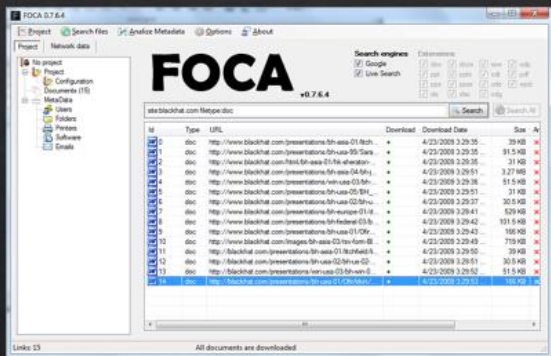 FOCA 0.7.6.4
Project Search files Analize Metadata Options About
Project Network data
No project
Project
Configuration
Documents (15)
MetaData
Users
Folders
Printers
Software
Emails
FOCA
v0.7.6.4
Search engines
Google
Live Search
Extensions
site:blackhat.com filetype:doc
Search
Search All
Id Type URL Download Download Date Size
0 doc http://www.blackhat.com/presentations/bh-asia-01/ 4/23/2009 3:29:35 ... 39 KB
1 doc http://www.blackhat.com/presentations/bh-usa-99/Sara... 4/23/2009 3:29:35 ... 91.5 KB
2 doc http://www.blackhat.com/html/bh-asia-01/hk-sheraton-... 4/23/2009 3:29:35 ... 31 KB
3 doc http://www.blackhat.com/presentations/bh-asia-04/bh-j... 4/23/2009 3:29:51 ... 3.27 MB
4 doc http://www.blackhat.com/presentations/win-usa-03/bh-... 4/23/2009 3:29:36 ... 51.5 KB
5 doc http://www.blackhat.com/presentations/bh-usa-05/BH_... 4/23/2009 3:29:51 ... 31 KB
6 doc http://www.blackhat.com/presentations/bh-usa-02/bh-u... 4/23/2009 3:29:37 ... 30.5 KB
7 doc http://www.blackhat.com/presentations/bh-europe-01/ 4/23/2009 3:29:41 ... 529 KB
8 doc http://www.blackhat.com/presentations/bh-federal-03/b... 4/23/2009 3:29:42 ... 101.5 KB
9 doc http://www.blackhat.com/presentations/bh-usa-01/Ofir... 4/23/2009 3:29:43 ... 166 KB
10 doc http://www.blackhat.com/images/bh-asia-03/ 4/23/2009 3:29:49 ... 719 KB
11 doc http://blackhat.com/presentations/bh-asia-01/ 4/23/2009 3:29:50 ... 39 KB
12 doc http://blackhat.com/presentations/bh-usa-02/bh-us-02-... 4/23/2009 3:29:51 ... 30.5 KB
13 doc http://blackhat.com/presentations/win-usa-03/bh-win-0... 4/23/2009 3:29:52 ... 51.5 KB
14 doc http://blackhat.com/presentations/bh-usa-01/ 4/23/2009 3:29:53 ... 166 KB
Links: 15 All documents are downloaded